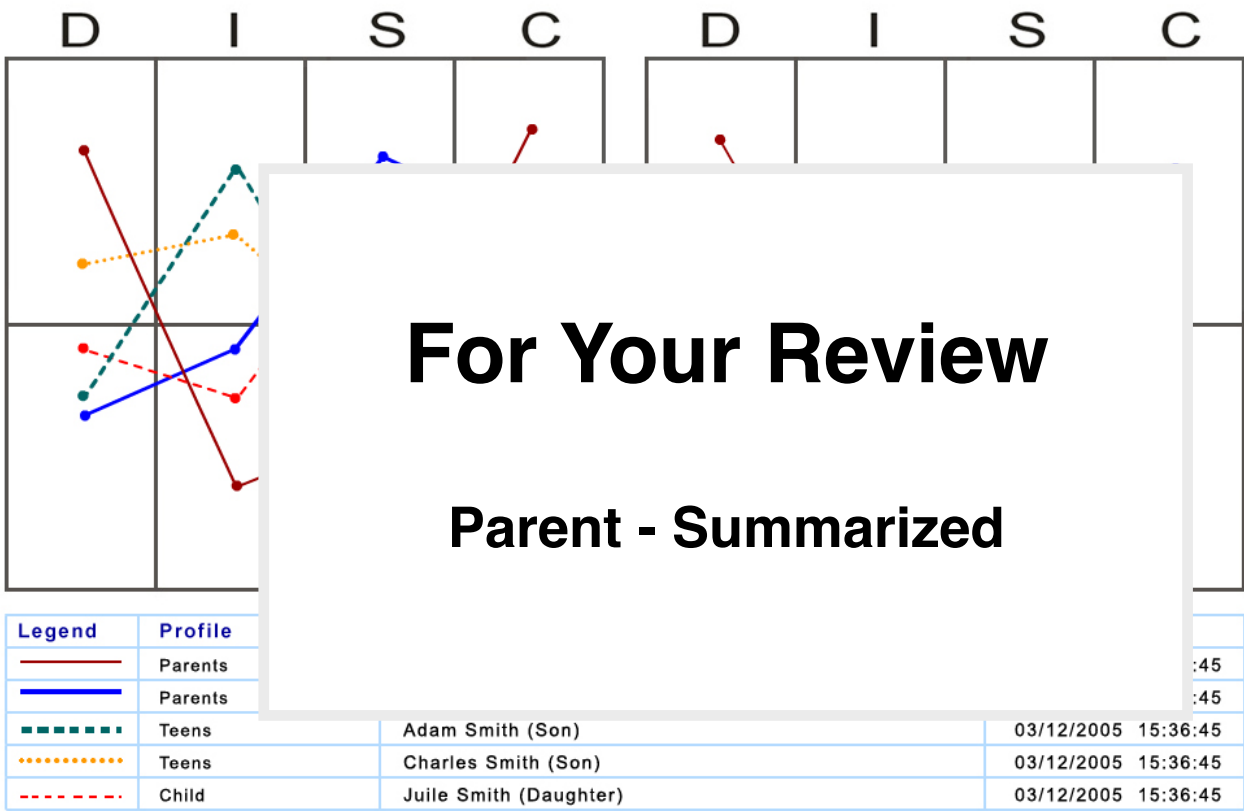 D I S C D I S C
For Your Review
Parent - Summarized
Legend Profile
Parents :45
Parents :45
Teens Adam Smith (Son) 03/12/2005 15:36:45
Teens Charles Smith (Son) 03/12/2005 15:36:45
Child Juile Smith (Daughter) 03/12/2005 15:36:45